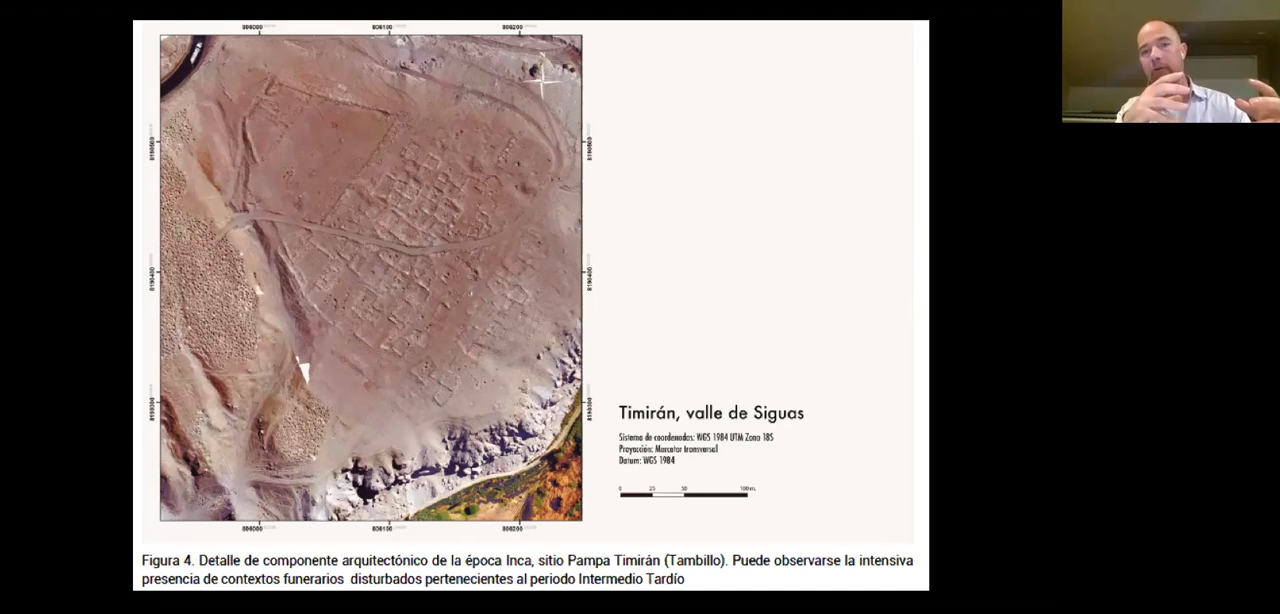 806000 806100 806200
8190500 8190500
8190400 8190400
8190300 8190300
806000 806100 806200
Timirán, valle de Siguas
Sistema de coordenadas: WGS 1984 UTM Zona 18S
Proyección: Mercator transversal
Datum: WGS 1984
0 25 50 100 m.
Figura 4. Detalle de componente arquitectónico de la época Inca, sitio Pampa Timirán (Tambillo). Puede observarse la intensiva
presencia de contextos funerarios disturbados pertenecientes al periodo Intermedio Tardío